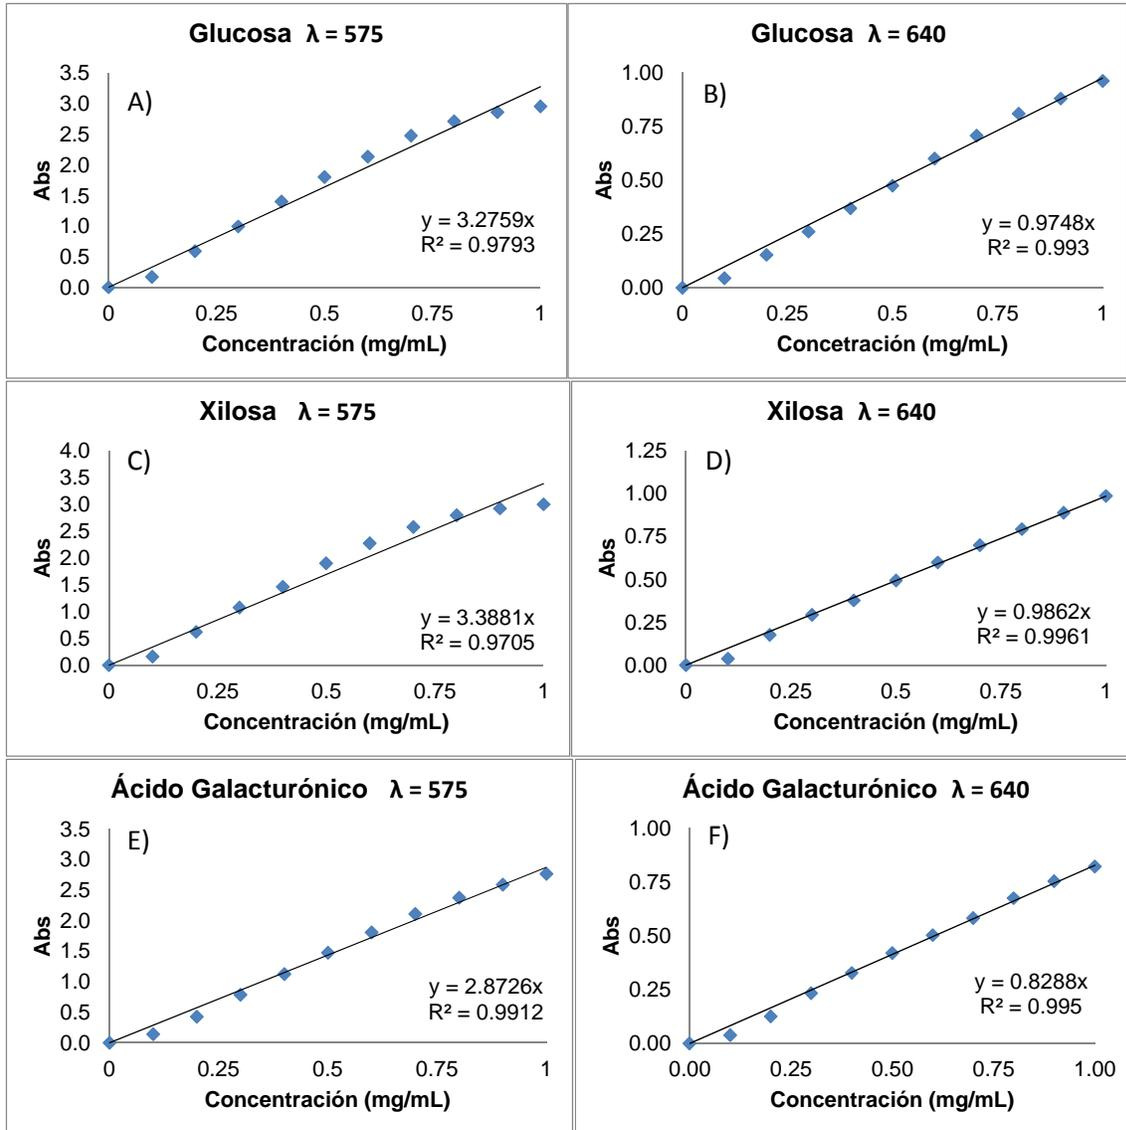 Glucosa λ = 575
A)
3.5
3.0
2.5
2.0
1.5
1.0
0.5
0.0
Abs
y = 3.2759x
R² = 0.9793
0 0.25 0.5 0.75 1
Concentración (mg/mL)
Glucosa λ = 640
B)
1.00
0.75
0.50
0.25
0.00
Abs
y = 0.9748x
R² = 0.993
0 0.25 0.5 0.75 1
Concetración (mg/mL)
Xilosa λ = 575
C)
4.0
3.5
3.0
2.5
2.0
1.5
1.0
0.5
0.0
Abs
y = 3.3881x
R² = 0.9705
0 0.25 0.5 0.75 1
Concentración (mg/mL)
Xilosa λ = 640
D)
1.25
1.00
0.75
0.50
0.25
0.00
Abs
y = 0.9862x
R² = 0.9961
0 0.25 0.5 0.75 1
Concentración (mg/mL)
Ácido Galacturónico λ = 575
E)
3.5
3.0
2.5
2.0
1.5
1.0
0.5
0.0
Abs
y = 2.8726x
R² = 0.9912
0 0.25 0.5 0.75 1
Concentración (mg/mL)
Ácido Galacturónico λ = 640
F)
1.00
0.75
0.50
0.25
0.00
Abs
y = 0.8288x
R² = 0.995
0.00 0.25 0.50 0.75 1.00
Concentración (mg/mL)